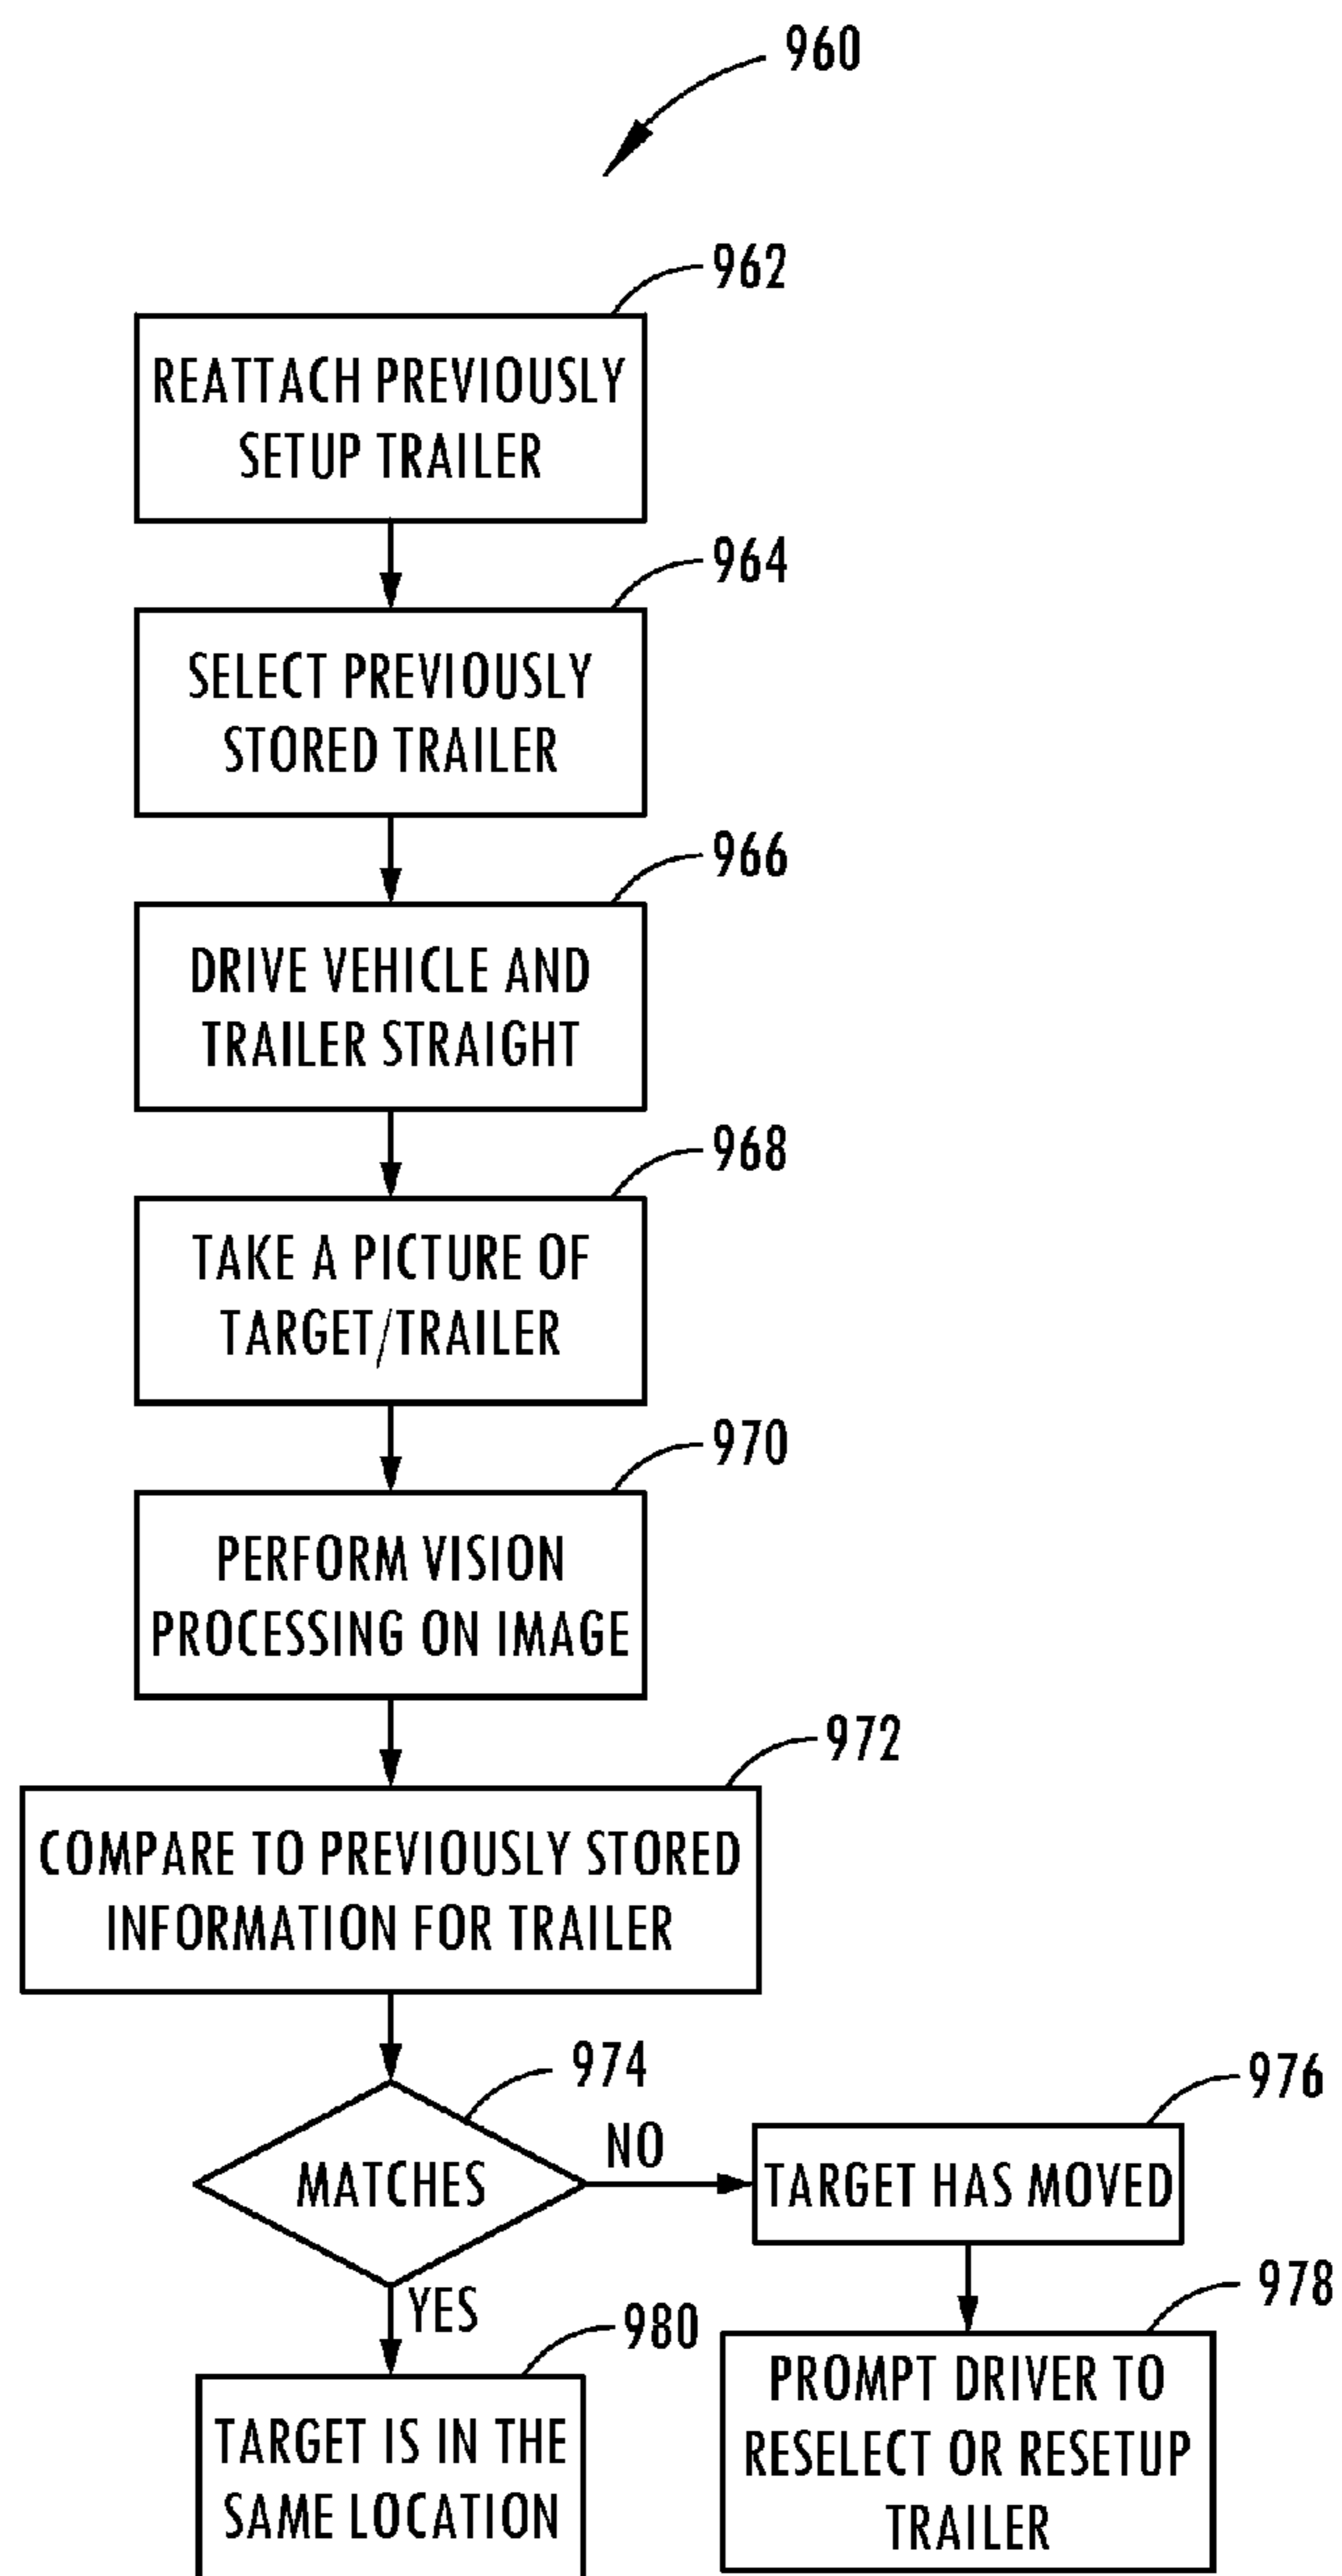 960
962
REATTACH PREVIOUSLY
SETUP TRAILER
964
SELECT PREVIOUSLY
STORED TRAILER
966
DRIVE VEHICLE AND
TRAILER STRAIGHT
968
TAKE A PICTURE OF
TARGET/TRAILER
970
PERFORM VISION
PROCESSING ON IMAGE
972
COMPARE TO PREVIOUSLY STORED
INFORMATION FOR TRAILER
974
MATCHES
NO
976
TARGET HAS MOVED
978
PROMPT DRIVER TO
RESELECT OR RESETUP
TRAILER
YES
980
TARGET IS IN THE
SAME LOCATION